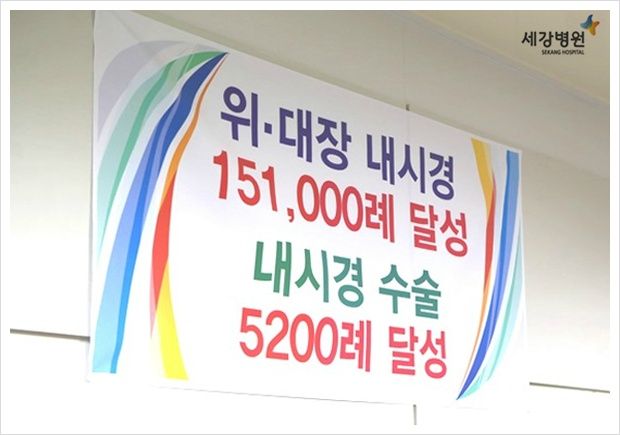 세강병원
SEKANG HOSPITAL
위·대장 내시경
151,000례 달성
내시경 수술
5200례 달성